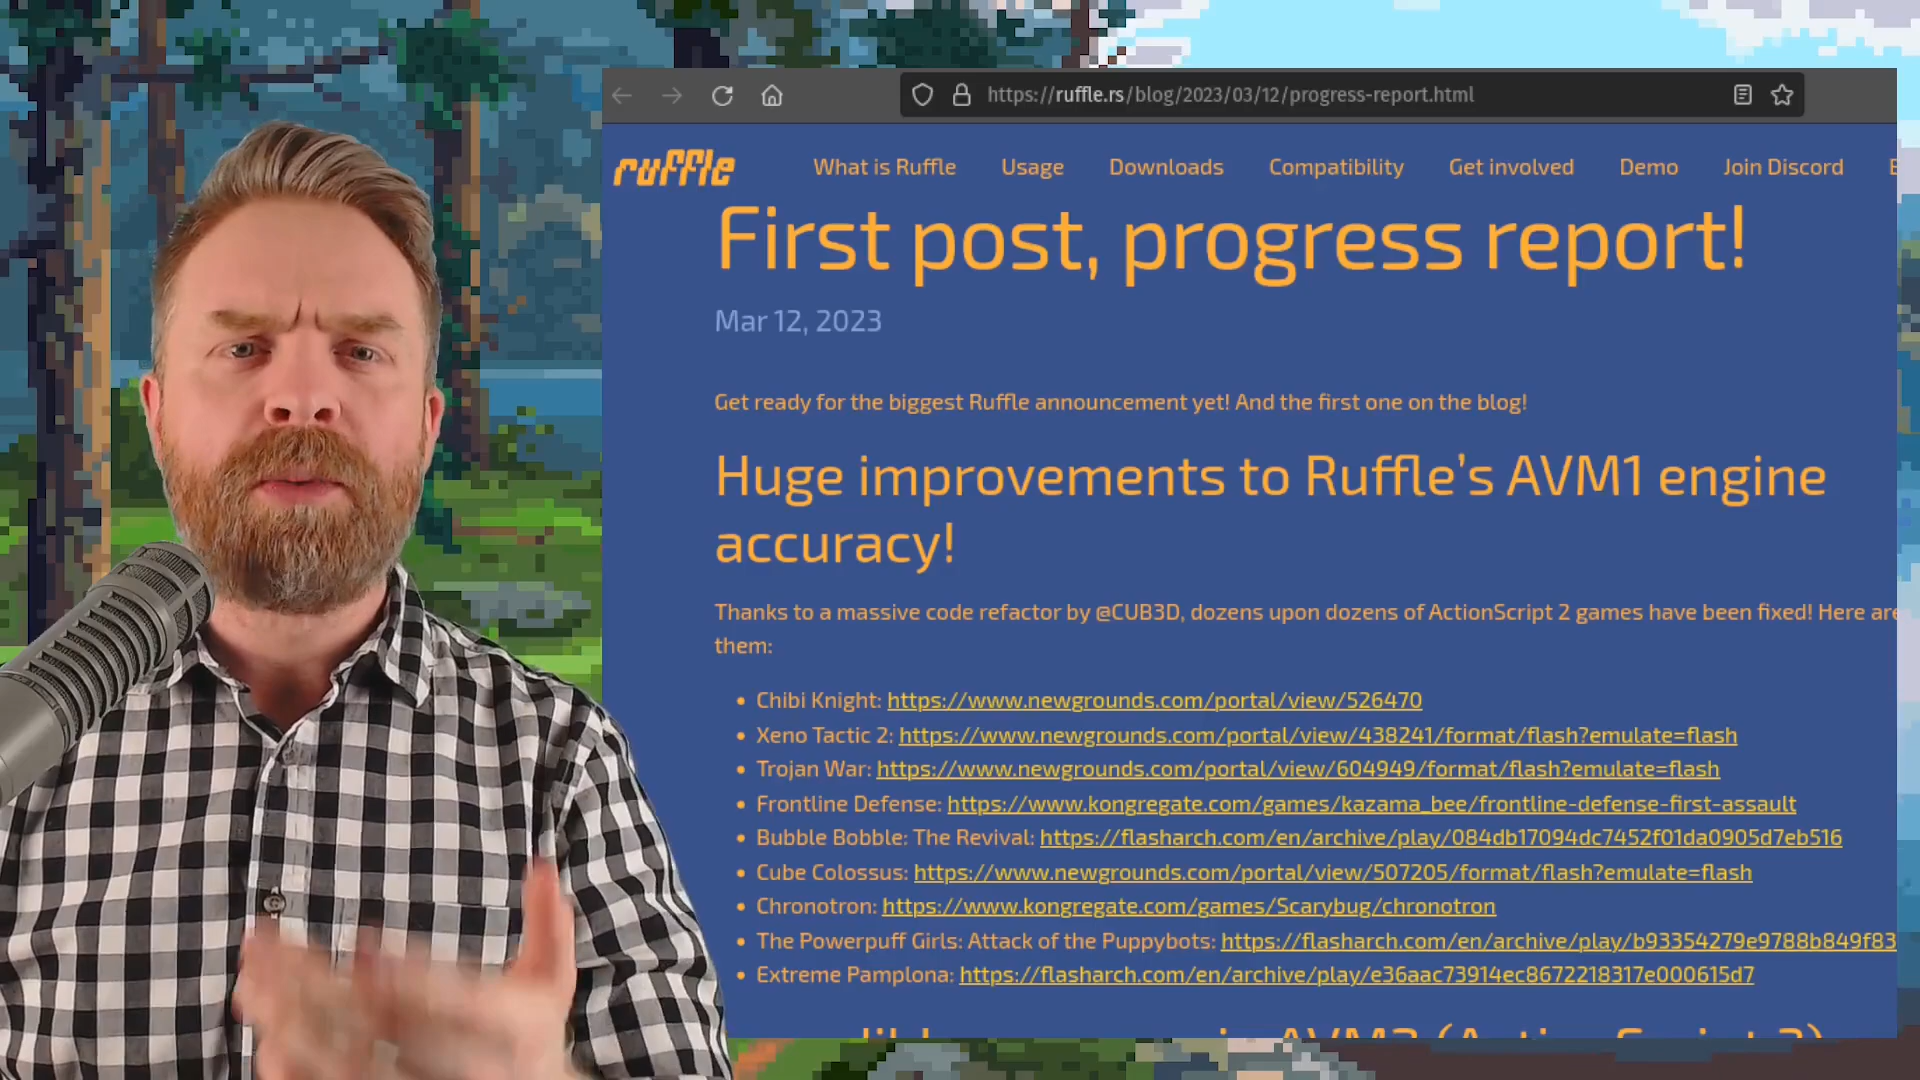 https://ruffle.rs/blog/2023/03/12/progress-report.html
ruffle What is Ruffle Usage Downloads Compatibility Get involved Demo Join Discord
First post, progress report!
Mar 12, 2023
Get ready for the biggest Ruffle announcement yet! And the first one on the blog!
Huge improvements to Ruffle's AVM1 engine
accuracy!
Thanks to a massive code refactor by @CUB3D, dozens upon dozens of ActionScript 2 games have been fixed! Here are
them:
• Chibi Knight: https://www.newgrounds.com/portal/view/526470
• Xeno Tactic 2: https://www.newgrounds.com/portal/view/438241/format/flash?emulate=flash
• Trojan War: https://www.newgrounds.com/portal/view/604949/format/flash?emulate=flash
• Frontline Defense: https://www.kongregate.com/games/kazama_bee/frontline-defense-first-assault
• Bubble Bobble: The Revival: https://flasharch.com/en/archive/play/084db17094dc7452f01da0905d7eb516
• Cube Colossus: https://www.newgrounds.com/portal/view/507205/format/flash?emulate=flash
• Chronotron: https://www.kongregate.com/games/Scarybug/chronotron
• The Powerpuff Girls: Attack of the Puppybots: https://flasharch.com/en/archive/play/b93354279e9788b849f83
• Extreme Pamplona: https://flasharch.com/en/archive/play/e36aac73914ec8672218317e000615d7